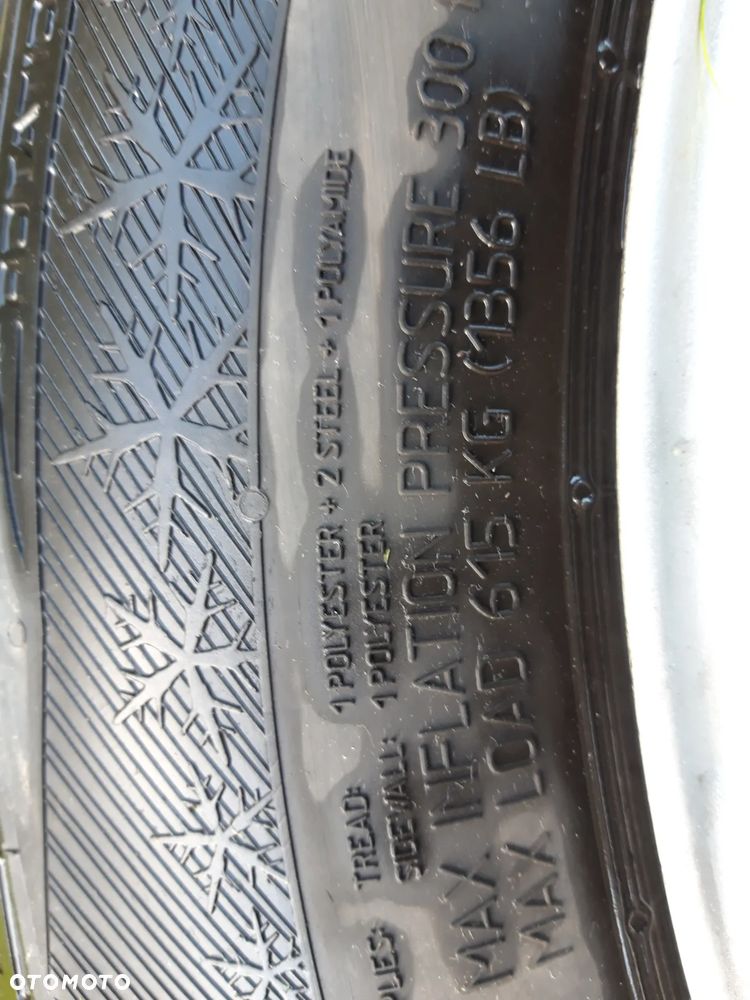 PLIES:
TREAD: 1 POLYESTER + 2 STEEL + 1 POLYAMIDE
SIDEWALL: 1 POLYESTER
MAX INFLATION PRESSURE 300
MAX LOAD 615 KG (1356 LB)
OTOMOTO